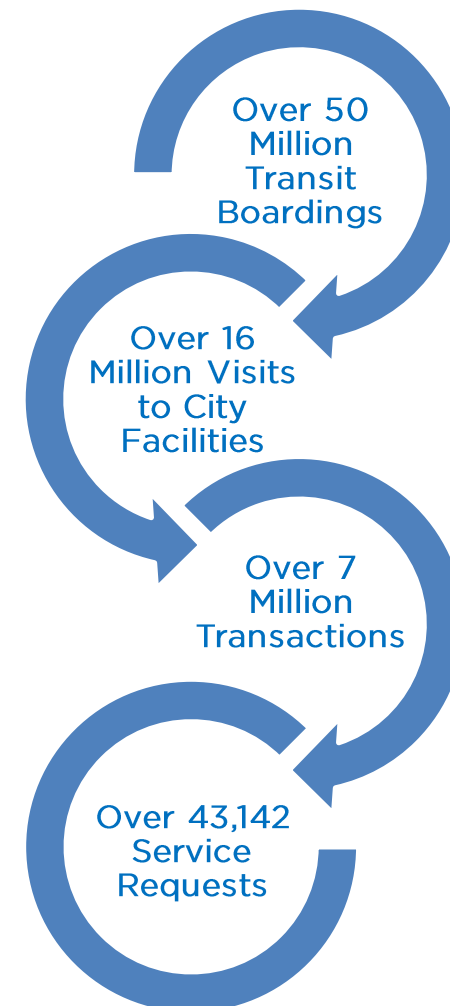 Over 50
Million
Transit
Boardings
Over 16
Million Visits
to City
Facilities
Over 7
Million
Transactions
Over 43,142
Service
Requests